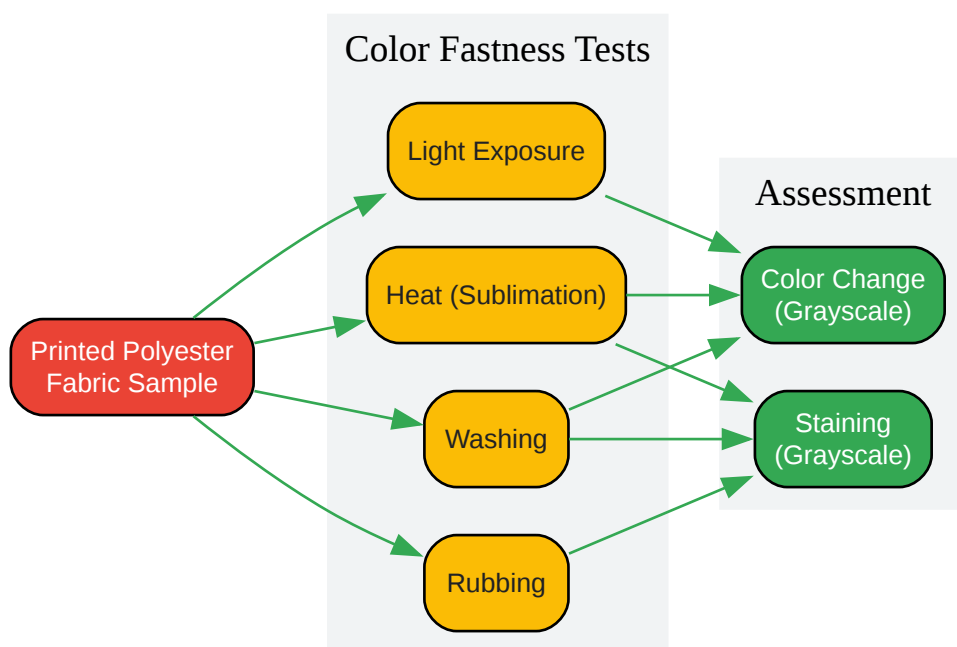 Color Fastness Tests
Light Exposure
Assessment
Heat (Sublimation)
Color Change
(Grayscale)
Printed Polyester
Fabric Sample
Washing
Staining
(Grayscale)
Rubbing